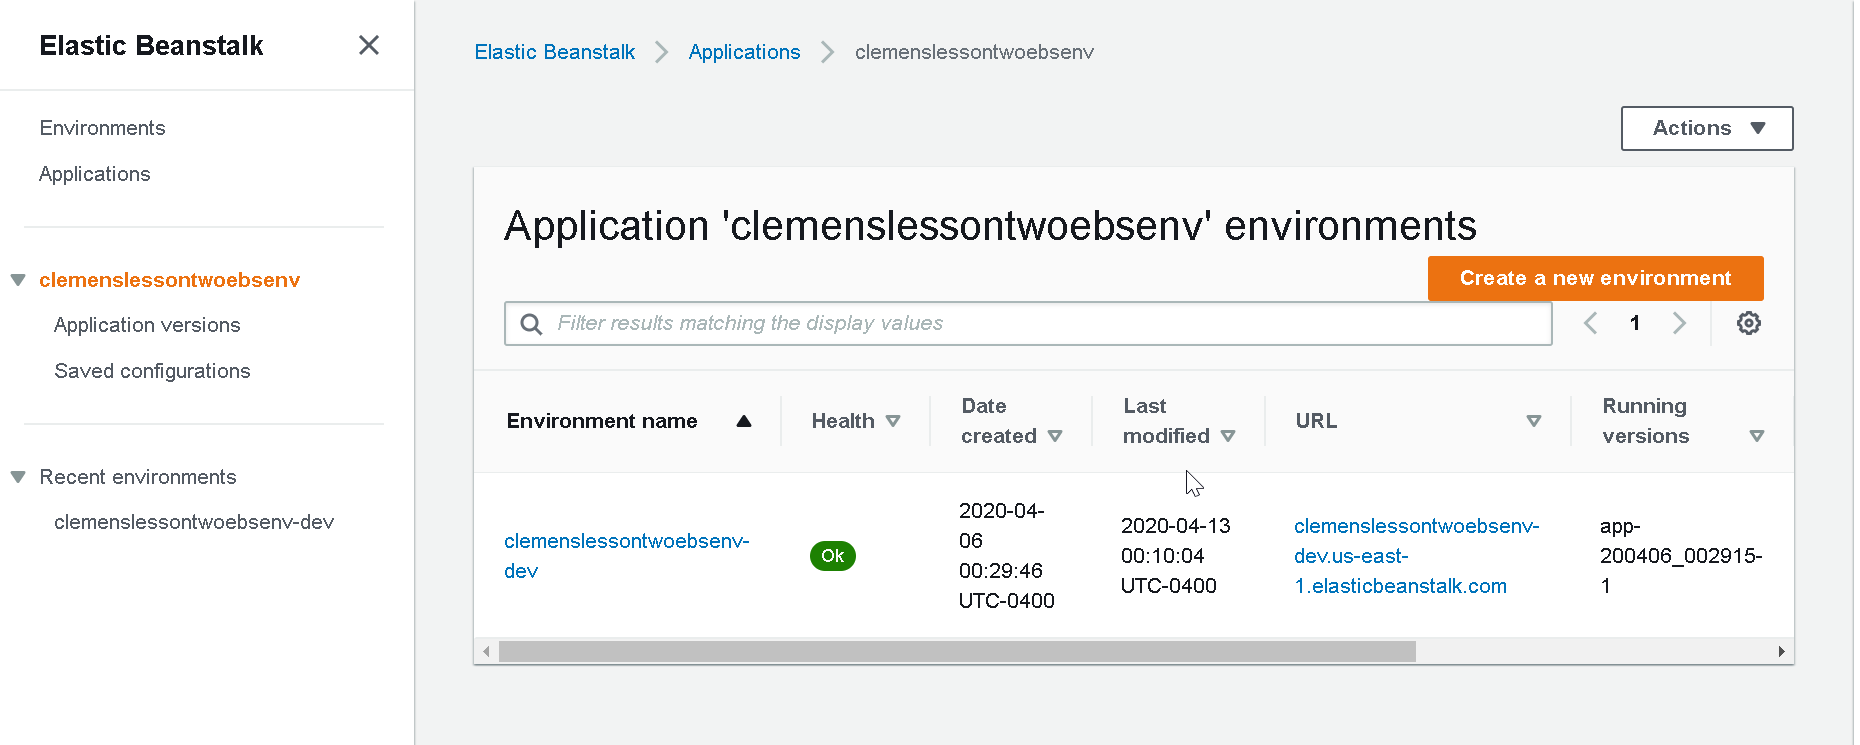 Elastic Beanstalk
Environments
Applications
clemenslessontwoebsenv
Application versions
Saved configurations
Recent environments
clemenslessontwoebsenv-dev
Elastic Beanstalk Applications clemenslessontwoebsenv
Actions
Application 'clemenslessontwoebsenv' environments
Create a new environment
Filter results matching the display values
1
Environment name
Health
Date
created
Last
modified
URL
Running
versions
clemenslessontwoebsenv-
dev
Ok
2020-04-
06
00:29:46
UTC-0400
2020-04-13
00:10:04
UTC-0400
clemenslessontwoebsenv-
dev.us-east-
1.elasticbeanstalk.com
app-
200406_002915-
1